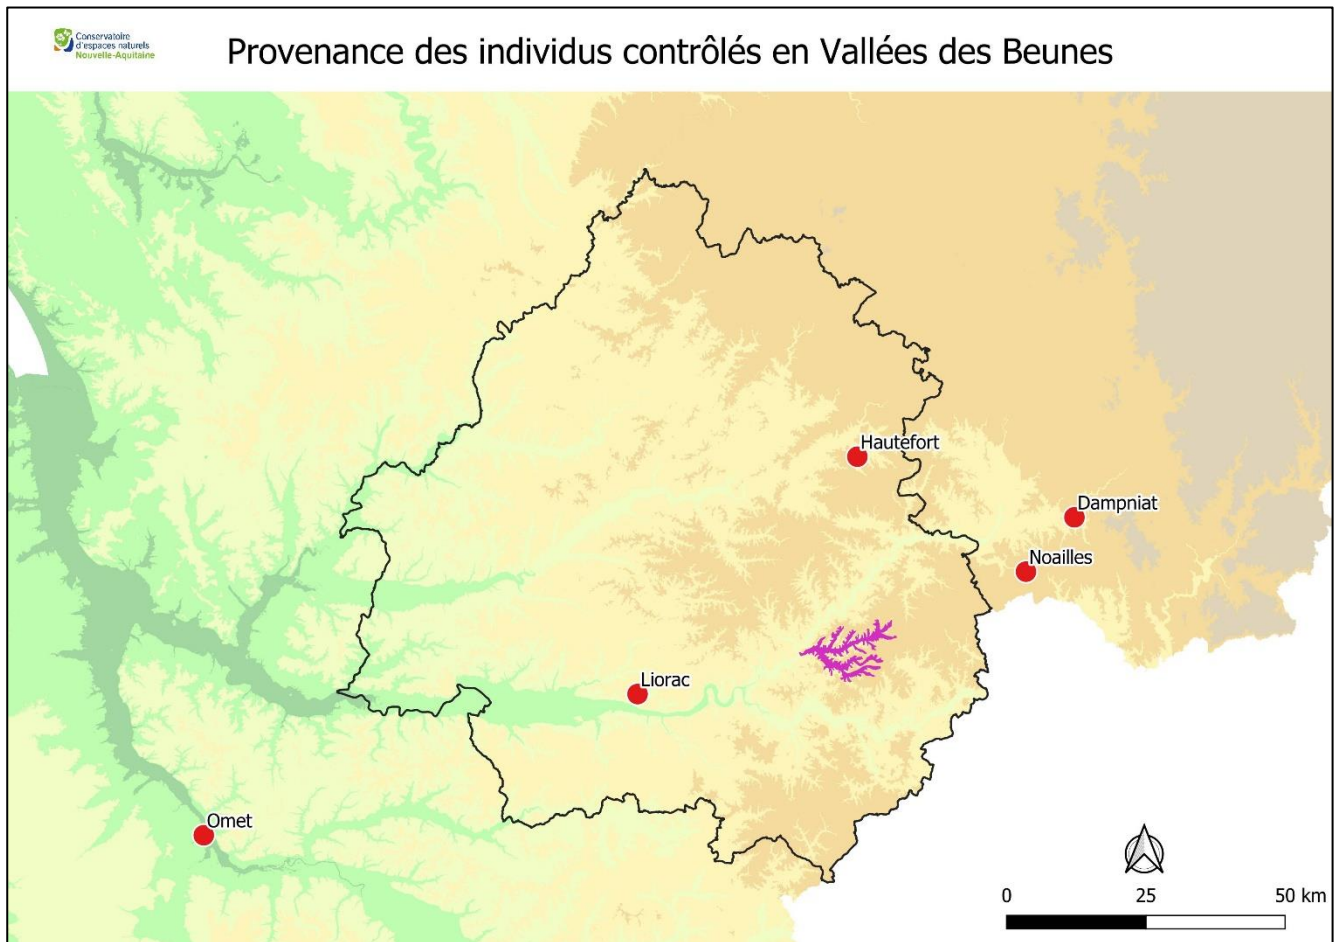 Conservatoire
d'espaces naturels
Nouvelle-Aquitaine
Provenance des individus contrôlés en Vallées des Beunes
Hautefort
Dampniat
Noailles
Liorac
Omet
0 25 50 km